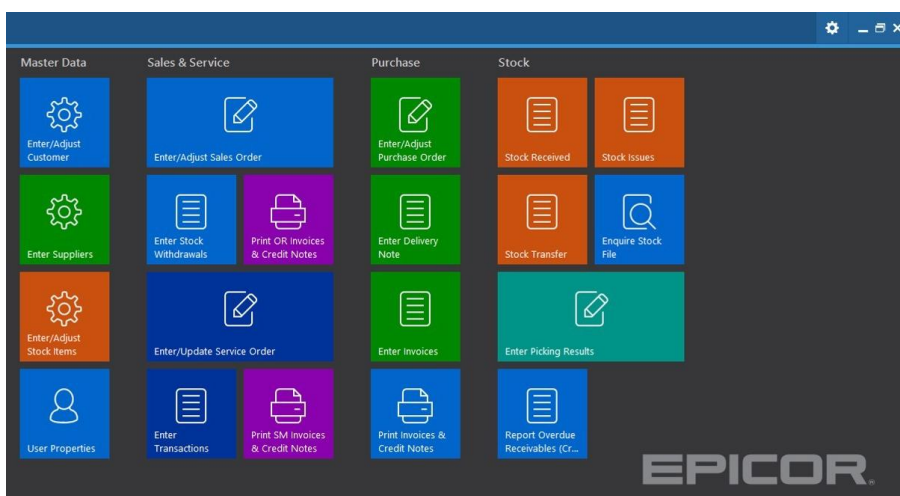 Master Data
Sales & Service
Purchase
Stock
Enter/Adjust
Customer
Enter/Adjust Sales Order
Enter/Adjust
Purchase Order
Stock Received
Stock Issues
Enter Suppliers
Enter Stock
Withdrawals
Print OR Invoices
& Credit Notes
Enter Delivery
Note
Stock Transfer
Enquire Stock
File
Enter/Adjust
Stock Items
Enter/Update Service Order
Enter Invoices
Enter Picking Results
User Properties
Enter
Transactions
Print SM Invoices
& Credit Notes
Print Invoices &
Credit Notes
Report Overdue
Receivables (Cr...
EPICOR®